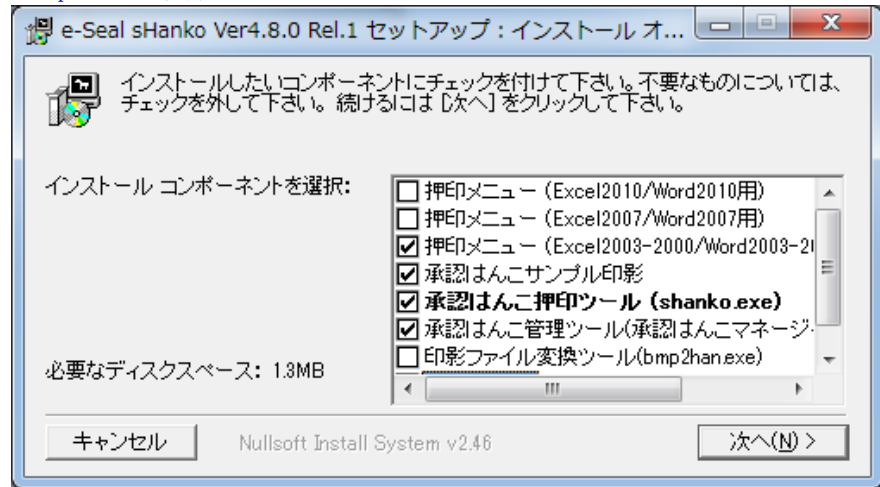 e-Seal sHanko Ver4.8.0 Rel.1 セットアップ：インストール オ...
インストールしたいコンポーネントにチェックを付けて下さい。不要なものについては、
チェックを外して下さい。続けるには [次へ] をクリックして下さい。
インストール コンポーネントを選択:
押印メニュー (Excel2010/Word2010用)
押印メニュー (Excel2007/Word2007用)
押印メニュー (Excel2003-2000/Word2003-2
承認はんこサンプル印影
承認はんこ押印ツール (shanko.exe)
承認はんこ管理ツール(承認はんこマネージ
印影ファイル変換ツール(bmp2han.exe)
必要なディスクスペース: 1.3MB
キャンセル
Nullsoft Install System v2.46
次へ(N) >